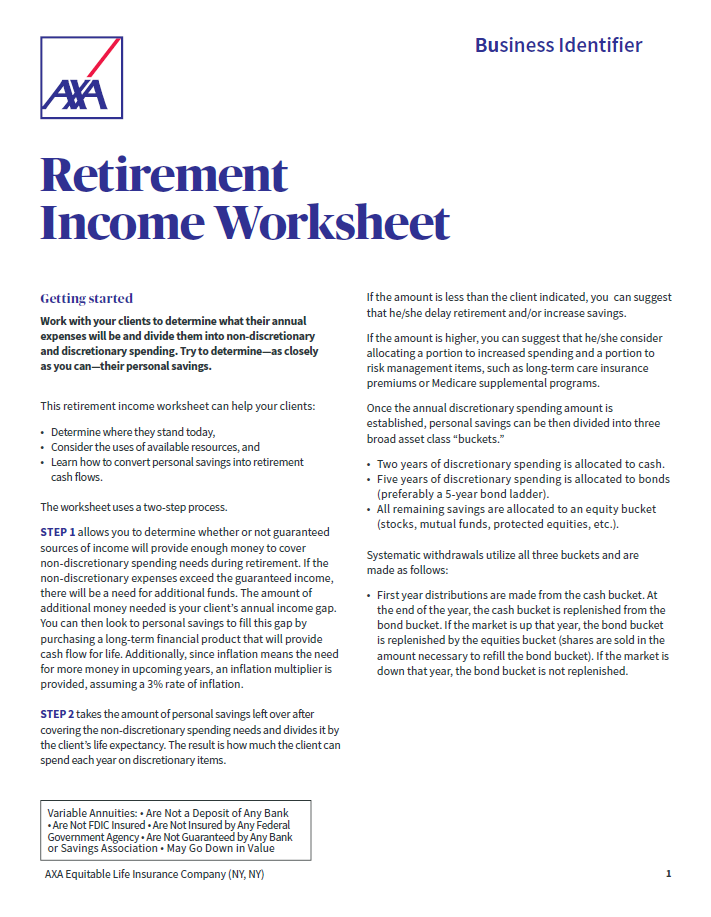 Business Identifier
AXA
Retirement
Income Worksheet
Getting started
Work with your clients to determine what their annual
expenses will be and divide them into non-discretionary
and discretionary spending. Try to determine—as closely
as you can—their personal savings.
This retirement income worksheet can help your clients:
• Determine where they stand today,
• Consider the uses of available resources, and
• Learn how to convert personal savings into retirement
cash flows.
The worksheet uses a two-step process.
STEP 1 allows you to determine whether or not guaranteed
sources of income will provide enough money to cover
non-discretionary spending needs during retirement. If the
non-discretionary expenses exceed the guaranteed income,
there will be a need for additional funds. The amount of
additional money needed is your client's annual income gap.
You can then look to personal savings to fill this gap by
purchasing a long-term financial product that will provide
cash flow for life. Additionally, since inflation means the need
for more money in upcoming years, an inflation multiplier is
provided, assuming a 3% rate of inflation.
STEP 2 takes the amount of personal savings left over after
covering the non-discretionary spending needs and divides it by
the client's life expectancy. The result is how much the client can
spend each year on discretionary items.
If the amount is less than the client indicated, you can suggest
that he/she delay retirement and/or increase savings.
If the amount is higher, you can suggest that he/she consider
allocating a portion to increased spending and a portion to
risk management items, such as long-term care insurance
premiums or Medicare supplemental programs.
Once the annual discretionary spending amount is
established, personal savings can be then divided into three
broad asset class “buckets.”
• Two years of discretionary spending is allocated to cash.
• Five years of discretionary spending is allocated to bonds
(preferably a 5-year bond ladder).
• All remaining savings are allocated to an equity bucket
(stocks, mutual funds, protected equities, etc.).
Systematic withdrawals utilize all three buckets and are
made as follows:
• First year distributions are made from the cash bucket. At
the end of the year, the cash bucket is replenished from the
bond bucket. If the market is up that year, the bond bucket
is replenished by the equities bucket (shares are sold in the
amount necessary to refill the bond bucket). If the market is
down that year, the bond bucket is not replenished.
Variable Annuities: • Are Not a Deposit of Any Bank
• Are Not FDIC Insured • Are Not Insured by Any Federal
Government Agency • Are Not Guaranteed by Any Bank
or Savings Association • May Go Down in Value
AXA Equitable Life Insurance Company (NY, NY)
1